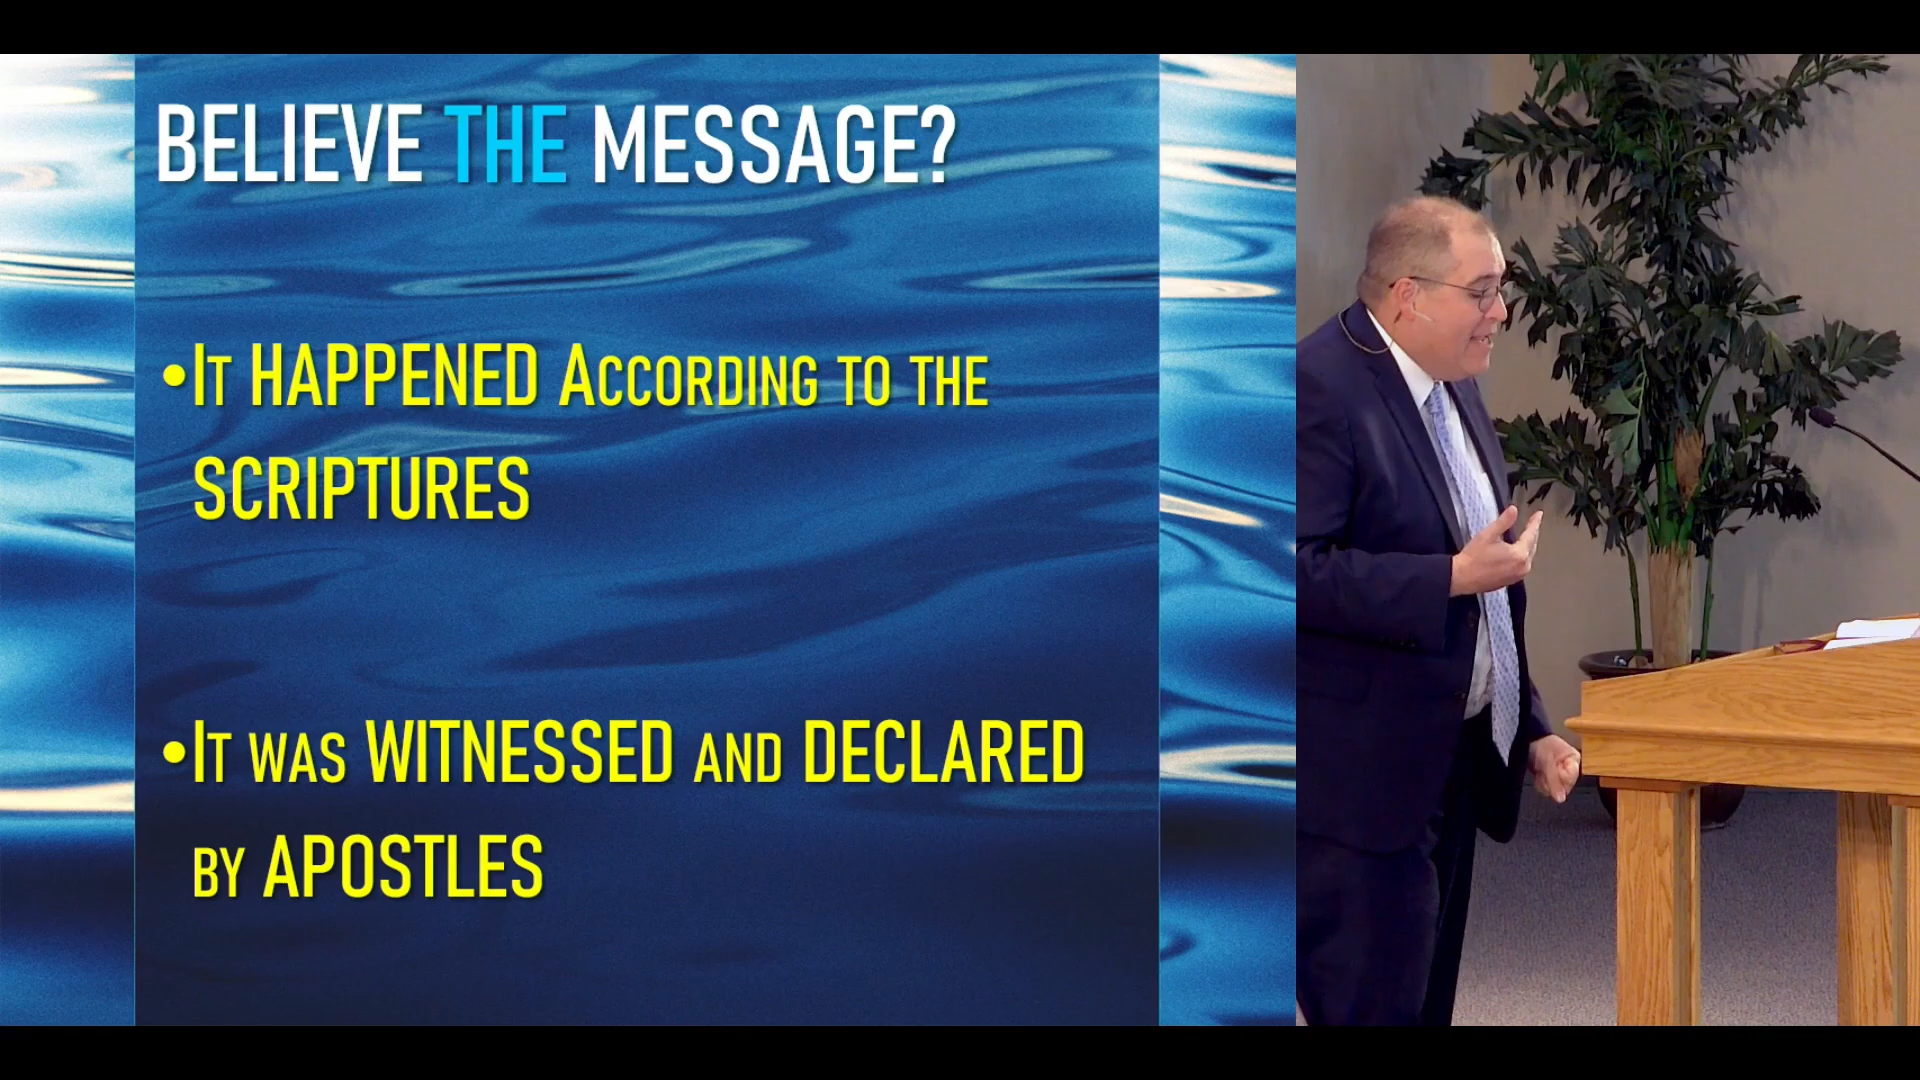 BELIEVE THE MESSAGE?
•IT HAPPENED ACCORDING TO THE
SCRIPTURES
•IT WAS WITNESSED AND DECLARED
BY APOSTLES